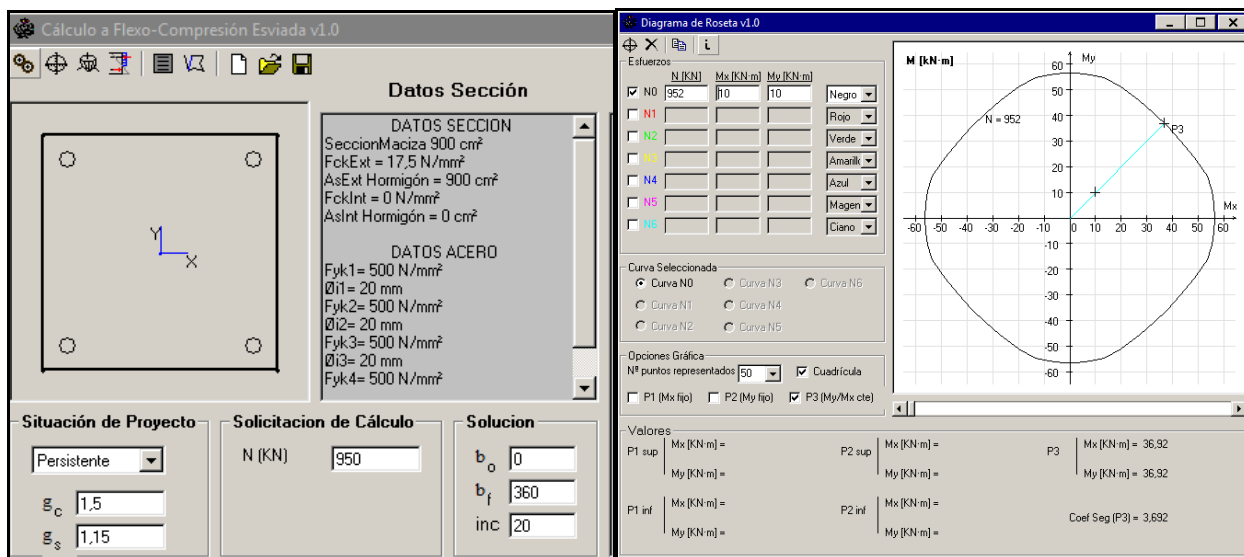 Cálculo a Flexo-Compresión Esviada v1.0
Datos Sección
DATOS SECCION
SeccionMaciza 900 cm²
FckExt = 17,5 N/mm²
AsExt Hormigón = 900 cm²
FckInt = 0 N/mm²
AsInt Hormigón = 0 cm²
DATOS ACERO
Fyk1= 500 N/mm²
Øi1= 20 mm
Fyk2= 500 N/mm²
Øi2= 20 mm
Fyk3= 500 N/mm²
Øi3= 20 mm
Fyk4= 500 N/mm²
Y
X
Situación de Proyecto
Persistente
g c 1,5
g s 1,15
Solicitacion de Cálculo
N (KN) 950
Solucion
b o 0
b f 360
inc 20
Diagrama de Roseta v1.0
Esfuerzos
N [KN] Mx [KN·m] My [KN·m]
N0 952 10 10 Negro
N1 Rojo
N2 Verde
N3 Amarillo
N4 Azul
N5 Magen
N6 Ciano
Curva Seleccionada
Curva N0 Curva N3 Curva N6
Curva N1 Curva N4
Curva N2 Curva N5
Opciones Gráfica
Nº puntos representados 50 Cuadrícula
P1 (Mx fijo) P2 (My fijo) P3 (My/Mx cte)
M [kN·m]
My
Mx
N = 952
P3
60
50
40
30
20
10
-10
-20
-30
-40
-50
-60
-60 -50 -40 -30 -20 -10 10 20 30 40 50 60
Valores
P1 sup Mx [KN·m] =
My [KN·m] =
P2 sup Mx [KN·m] =
My [KN·m] =
P3 Mx [KN·m] = 36,92
My [KN·m] = 36,92
P1 inf Mx [KN·m] =
My [KN·m] =
P2 inf Mx [KN·m] =
My [KN·m] =
Coef Seg (P3) = 3,692